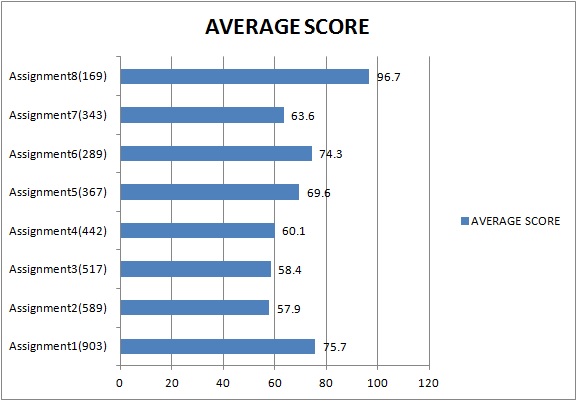 AVERAGE SCORE
Assignment8(169) 96.7
Assignment7(343) 63.6
Assignment6(289) 74.3
Assignment5(367) 69.6
Assignment4(442) 60.1
Assignment3(517) 58.4
Assignment2(589) 57.9
Assignment1(903) 75.7
0 20 40 60 80 100 120
AVERAGE SCORE